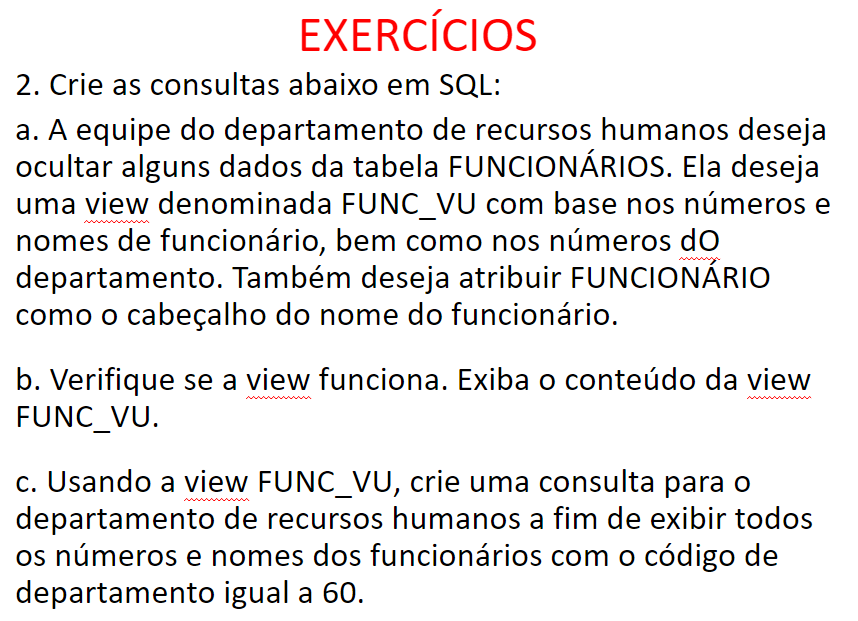 EXERCÍCIOS
2. Crie as consultas abaixo em SQL:
a. A equipe do departamento de recursos humanos deseja
ocultar alguns dados da tabela FUNCIONÁRIOS. Ela deseja
uma view denominada FUNC_VU com base nos números e
nomes de funcionário, bem como nos números dO
departamento. Também deseja atribuir FUNCIONÁRIO
como o cabeçalho do nome do funcionário.
b. Verifique se a view funciona. Exiba o conteúdo da view
FUNC_VU.
c. Usando a view FUNC_VU, crie uma consulta para o
departamento de recursos humanos a fim de exibir todos
os números e nomes dos funcionários com o código de
departamento igual a 60.